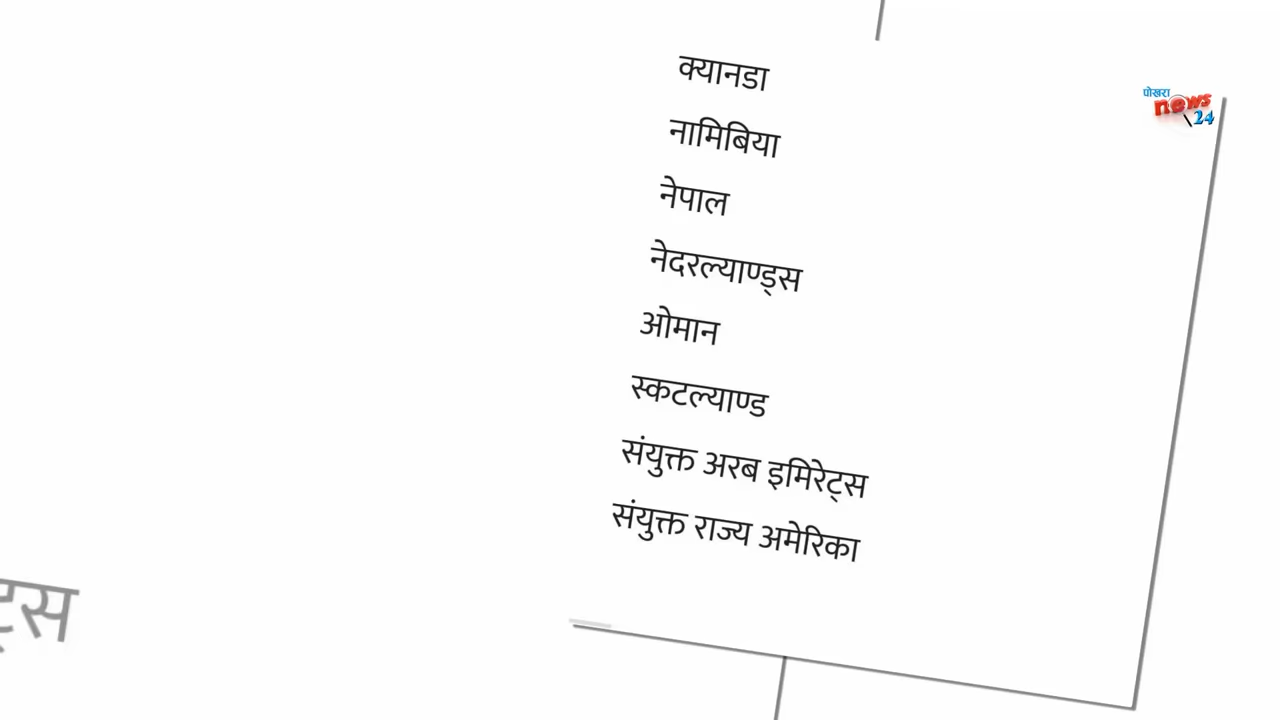 पोखरा
news
24
क्यानडा
नामिबिया
नेपाल
नेदरल्याण्ड्स
ओमान
स्कटल्याण्ड
संयुक्त अरब इमिरेट्स
संयुक्त राज्य अमेरिका